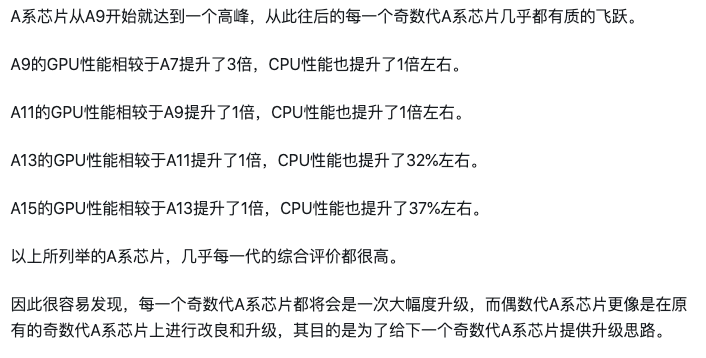 A系芯片从A9开始就达到一个高峰，从此往后的每一个奇数代A系芯片几乎都有质的飞跃。
A9的GPU性能相较于A7提升了3倍，CPU性能也提升了1倍左右。
A11的GPU性能相较于A9提升了1倍，CPU性能也提升了1倍左右。
A13的GPU性能相较于A11提升了1倍，CPU性能也提升了32%左右。
A15的GPU性能相较于A13提升了1倍，CPU性能也提升了37%左右。
以上所列举的A系芯片，几乎每一代的综合评价都很高。
因此很容易发现，每一个奇数代A系芯片都将会是一次大幅度升级，而偶数代A系芯片更像是在原
有的奇数代A系芯片上进行改良和升级，其目的是为了给下一个奇数代A系芯片提供升级思路。